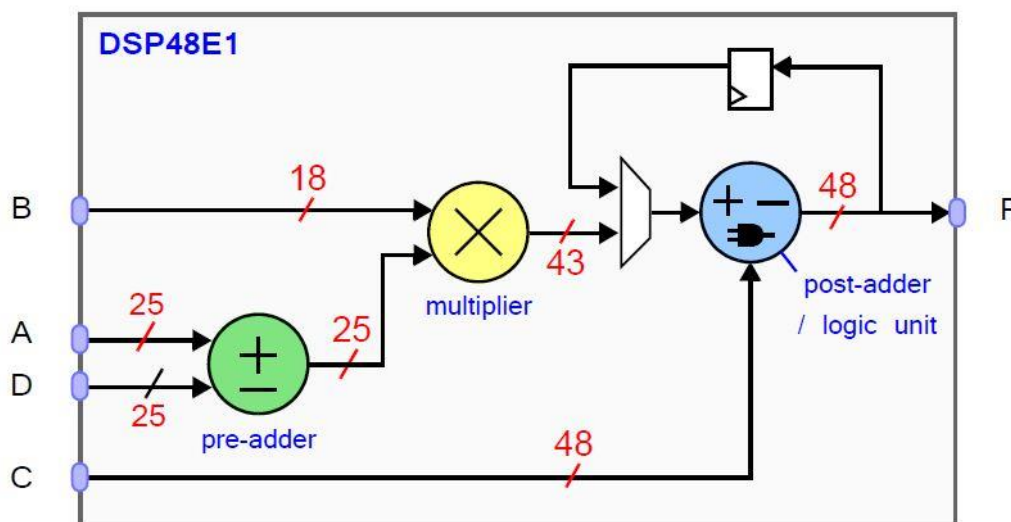 DSP48E1
B
18
48
43
multiplier
post-adder
/ logic unit
A
25
25
D
25
pre-adder
C
48